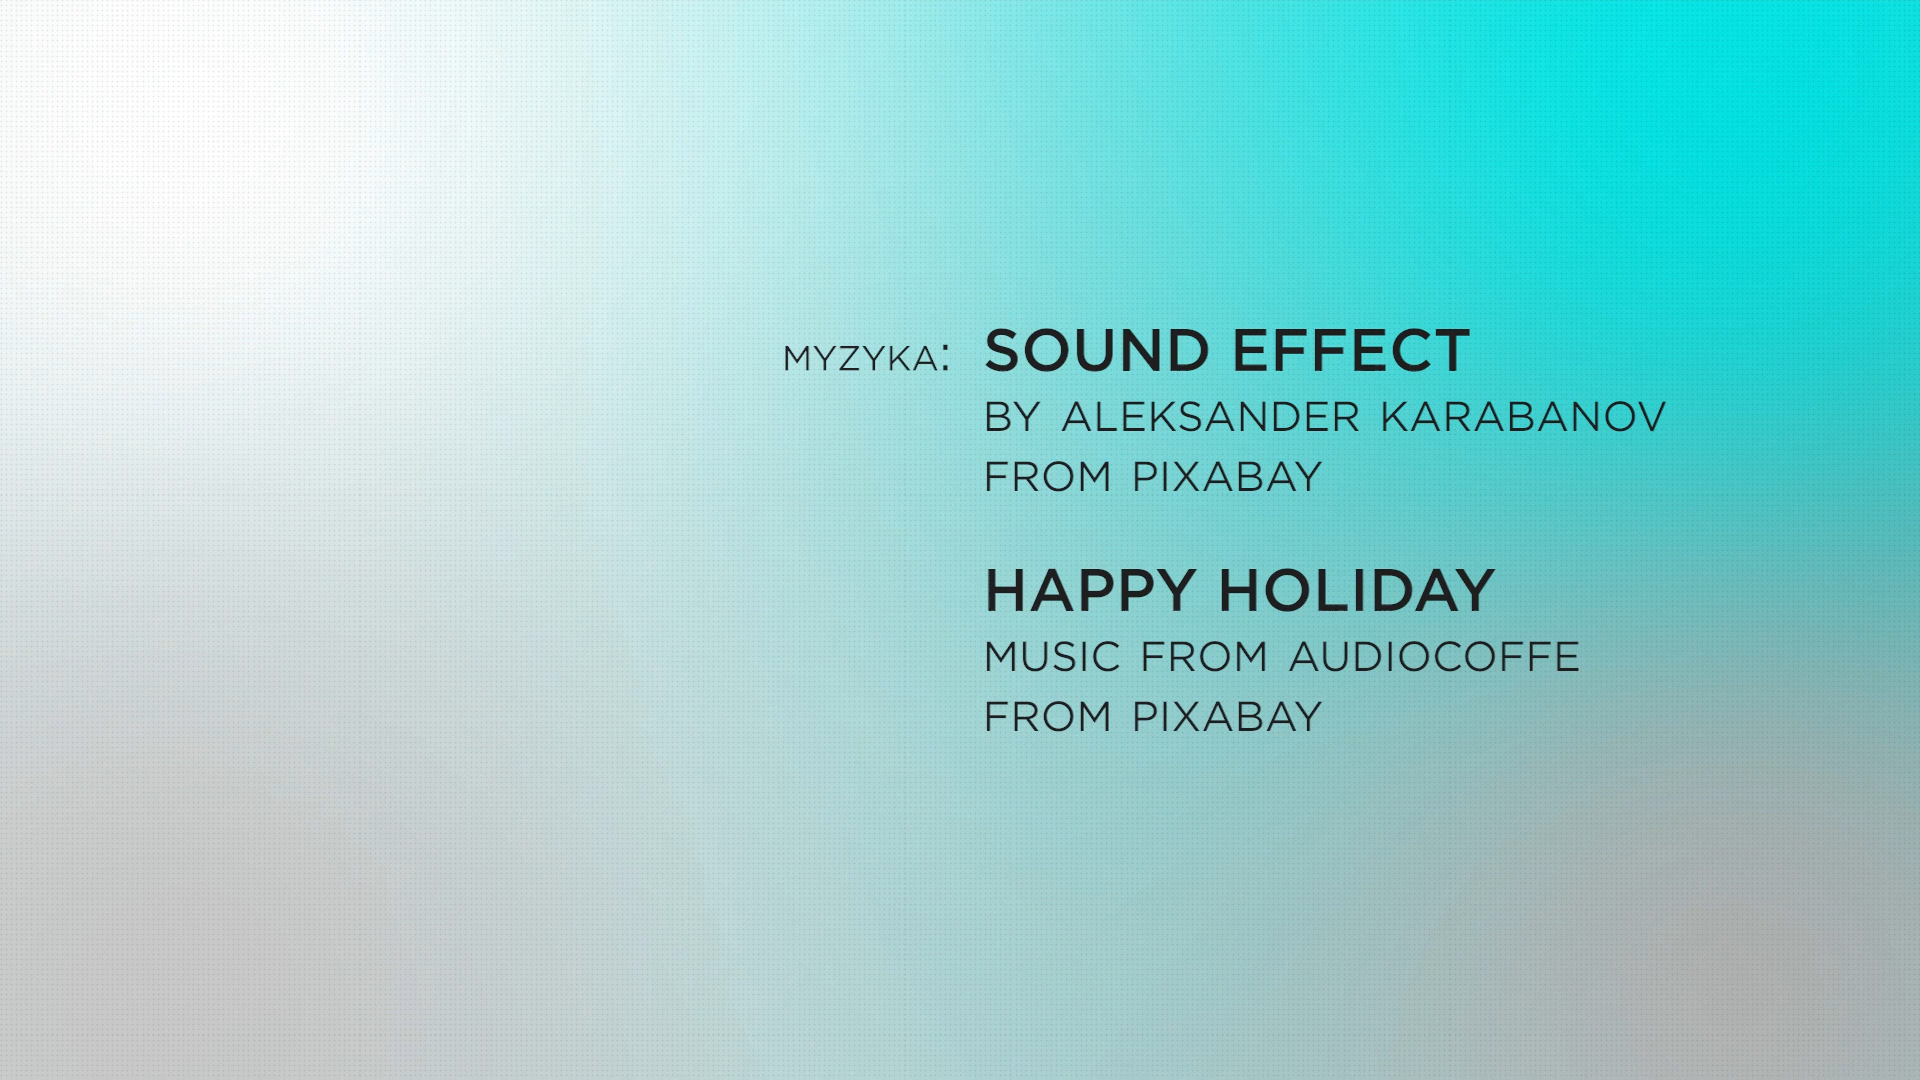 MYZYKA: SOUND EFFECT
BY ALEKSANDER KARABANOV
FROM PIXABAY
HAPPY HOLIDAY
MUSIC FROM AUDIOCOFFE
FROM PIXABAY